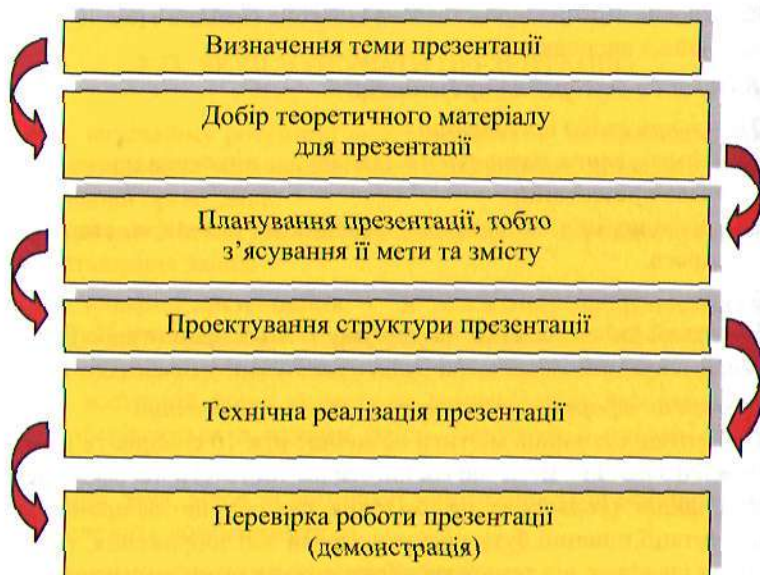 Визначення теми презентації
Добір теоретичного матеріалу
для презентації
Планування презентації, тобто
з’ясування її мети та змісту
Проектування структури презентації
Технічна реалізація презентації
Перевірка роботи презентації
(демонстрація)